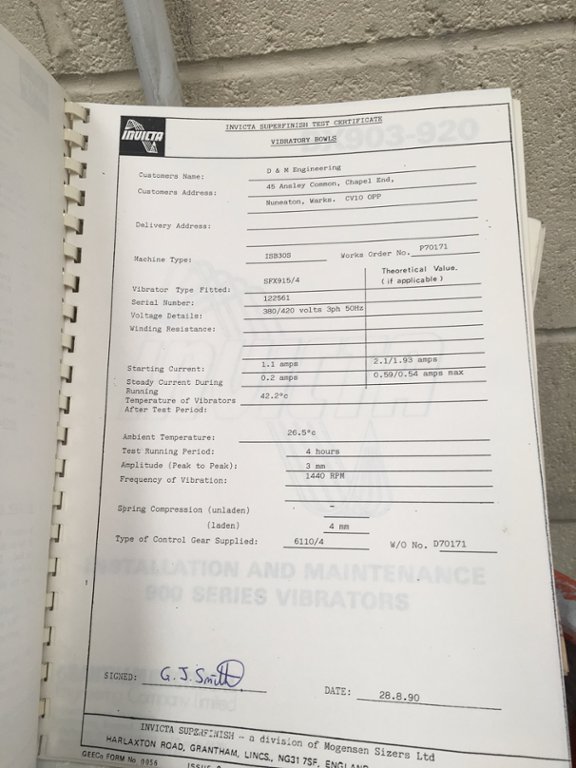 INVICTA
INVICTA SUPERFINISH TEST CERTIFICATE
VIBRATORY BOWLS
Customers Name: D & M Engineering
Customers Address: 45 Ansley Common, Chapel End,
Nuneaton, Warks. CV10 OPP
Delivery Address:
Machine Type: ISB30S Works Order No. P70171
Theoretical Value.
(if applicable)
Vibrator Type Fitted: SFX915/4
Serial Number: 122561
Voltage Details: 380/420 volts 3ph 50Hz
Winding Resistance:
Starting Current: 1.1 amps 2.1/1.93 amps
Steady Current During 0.2 amps 0.59/0.54 amps max
Running
Temperature of Vibrators 42.2°c
After Test Period:
Ambient Temperature: 26.5°c
Test Running Period: 4 hours
Amplitude (Peak to Peak): 3 mm
Frequency of Vibration: 1440 RPM
Spring Compression (unladen) -
(laden) 4 mm
Type of Control Gear Supplied: 6110/4 W/O No. D70171
INSTALLATION AND MAINTENANCE
900 SERIES VIBRATORS
SIGNED: G.J.Smith DATE: 28.8.90
INVICTA SUPERFINISH - a division of Mogensen Sizers Ltd
HARLAXTON ROAD, GRANTHAM, LINCS., NG31 7SF, ENGLAND
GEECo FORM No 0056 ISSUE